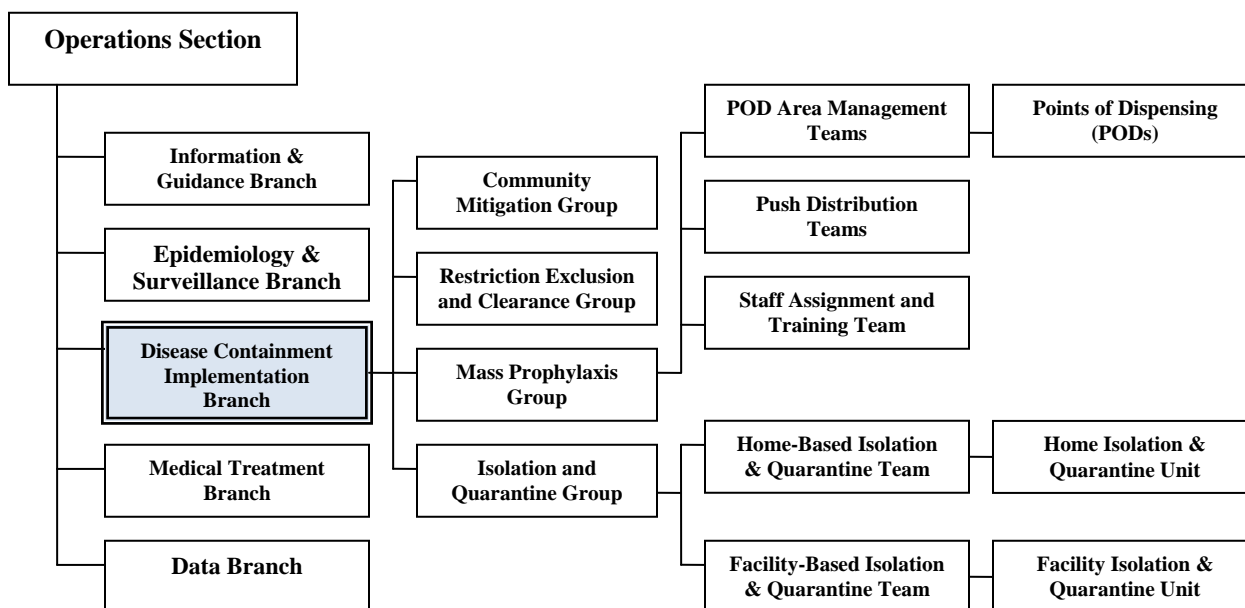 Operations Section
Information &
Guidance Branch
Epidemiology &
Surveillance Branch
Disease Containment
Implementation
Branch
Medical Treatment
Branch
Data Branch
Community
Mitigation Group
Restriction Exclusion
and Clearance Group
Mass Prophylaxis
Group
Isolation and
Quarantine Group
POD Area Management
Teams
Push Distribution
Teams
Staff Assignment and
Training Team
Home-Based Isolation
& Quarantine Team
Facility-Based Isolation
& Quarantine Team
Points of Dispensing
(PODs)
Home Isolation &
Quarantine Unit
Facility Isolation &
Quarantine Unit